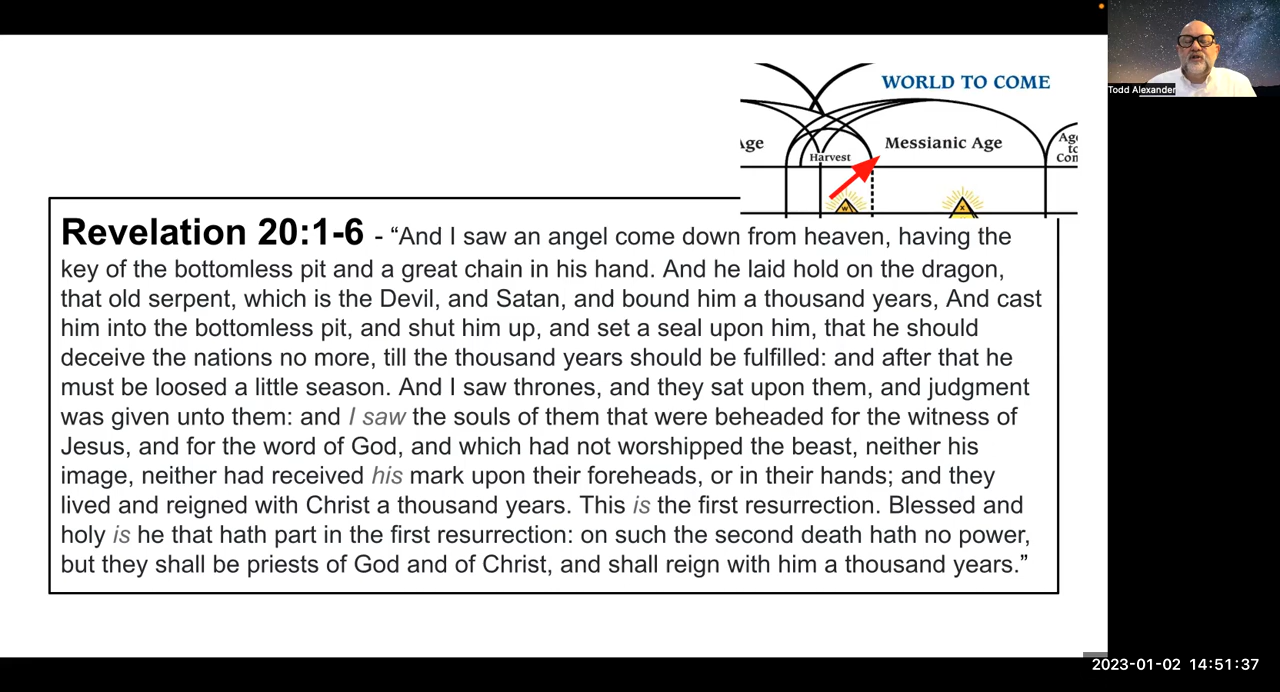 WORLD TO COME
Age
Harvest
Messianic Age
Age
to
Com
W
X
Todd Alexander
Revelation 20:1-6 - “And I saw an angel come down from heaven, having the
key of the bottomless pit and a great chain in his hand. And he laid hold on the dragon,
that old serpent, which is the Devil, and Satan, and bound him a thousand years, And cast
him into the bottomless pit, and shut him up, and set a seal upon him, that he should
deceive the nations no more, till the thousand years should be fulfilled: and after that he
must be loosed a little season. And I saw thrones, and they sat upon them, and judgment
was given unto them: and I saw the souls of them that were beheaded for the witness of
Jesus, and for the word of God, and which had not worshipped the beast, neither his
image, neither had received his mark upon their foreheads, or in their hands; and they
lived and reigned with Christ a thousand years. This is the first resurrection. Blessed and
holy is he that hath part in the first resurrection: on such the second death hath no power,
but they shall be priests of God and of Christ, and shall reign with him a thousand years.”
2023-01-02 14:51:37